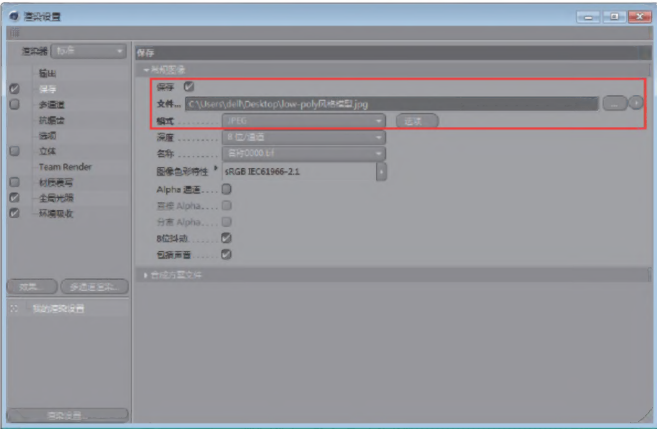 渲染设置
渲染器 标准
输出
保存
多通道
抗锯齿
选项
立体
Team Render
材质覆写
全局光照
环境吸收
效果... 多通道渲染...
我的渲染设置
渲染设置...
保存
常规图像
保存
文件... C:\Users\dell\Desktop\low-poly风格模型.jpg ...
格式 ........ JPEG 选项...
深度 ........ 8 位/通道
名称 ........ 名称0000.tif
图像色彩特性 sRGB IEC61966-2.1
Alpha 通道....
直接 Alpha....
分离 Alpha....
8位抖动.......
包括声音 ......
合成方案文件